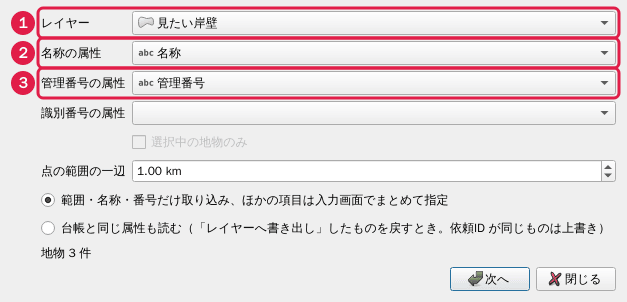 1 レイヤー 見たい岸壁
2 名称の属性 abc 名称
3 管理番号の属性 abc 管理番号
識別番号の属性
選択中の地物のみ
点の範囲の一辺 1.00 km
範囲・名称・番号だけ取り込み、ほかの項目は入力画面でまとめて指定
台帳と同じ属性も読む（「レイヤーへ書き出し」したものを戻すとき。依頼ID が同じものは上書き）
地物 3 件
次へ 閉じる